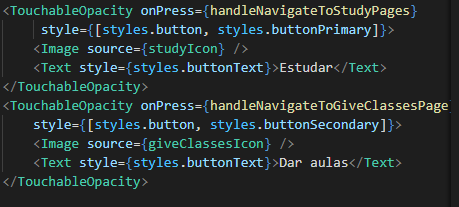 <TouchableOpacity onPress={handleNavigateToStudyPages}
style={[styles.button, styles.buttonPrimary]}>
<Image source={studyIcon} />
<Text style={styles.buttonText}>Estudar</Text>
</TouchableOpacity>
<TouchableOpacity onPress={handleNavigateToGiveClassesPage
style={[styles.button, styles.buttonSecondary]}>
<Image source={giveClassesIcon} />
<Text style={styles.buttonText}>Dar aulas</Text>
</TouchableOpacity>